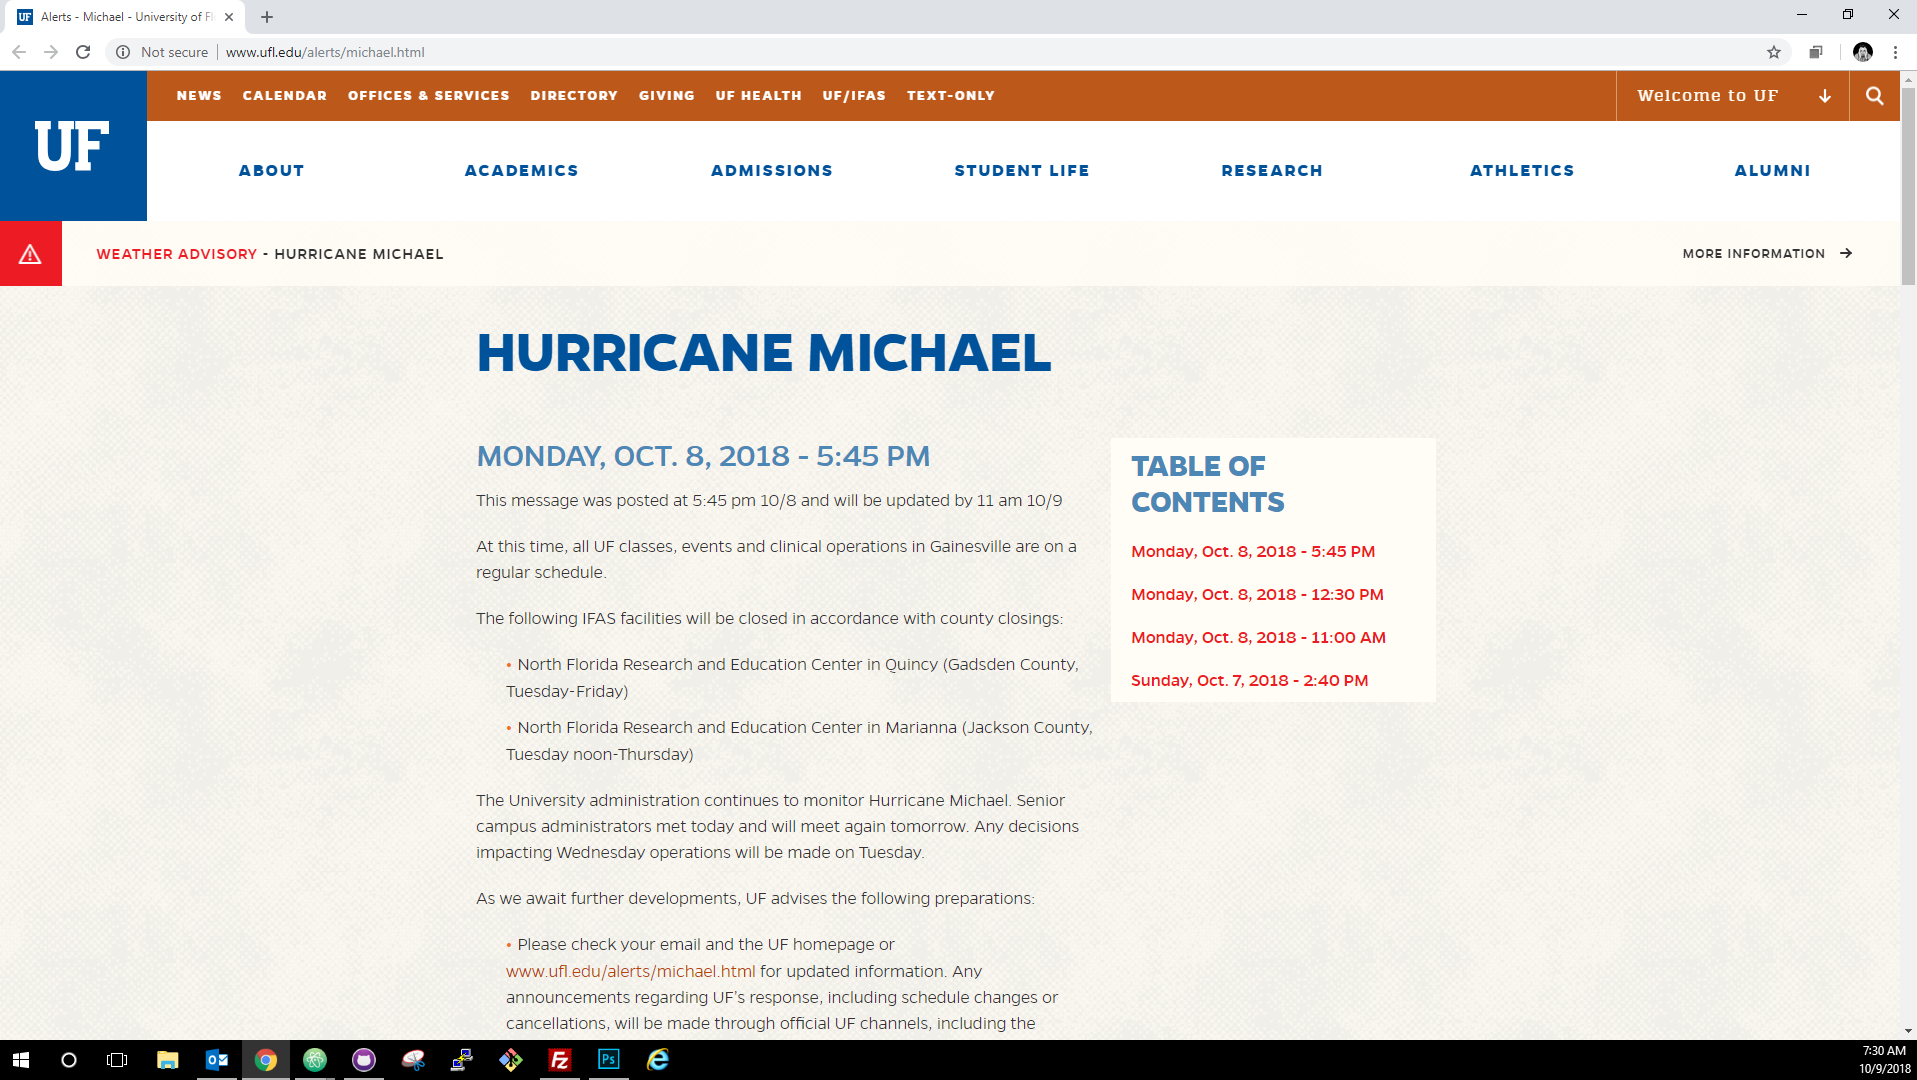 Alerts - Michael - University of Fl
Not secure
www.ufl.edu/alerts/michael.html
NEWS CALENDAR OFFICES & SERVICES DIRECTORY GIVING UF HEALTH UF/IFAS TEXT-ONLY
Welcome to UF
UF
ABOUT ACADEMICS ADMISSIONS STUDENT LIFE RESEARCH ATHLETICS ALUMNI
WEATHER ADVISORY - HURRICANE MICHAEL
MORE INFORMATION
HURRICANE MICHAEL
MONDAY, OCT. 8, 2018 - 5:45 PM
This message was posted at 5:45 pm 10/8 and will be updated by 11 am 10/9
At this time, all UF classes, events and clinical operations in Gainesville are on a
regular schedule.
The following IFAS facilities will be closed in accordance with county closings:
• North Florida Research and Education Center in Quincy (Gadsden County,
Tuesday-Friday)
• North Florida Research and Education Center in Marianna (Jackson County,
Tuesday noon-Thursday)
The University administration continues to monitor Hurricane Michael. Senior
campus administrators met today and will meet again tomorrow. Any decisions
impacting Wednesday operations will be made on Tuesday.
As we await further developments, UF advises the following preparations:
• Please check your email and the UF homepage or
www.ufl.edu/alerts/michael.html for updated information. Any
announcements regarding UF's response, including schedule changes or
cancellations, will be made through official UF channels, including the
TABLE OF
CONTENTS
Monday, Oct. 8, 2018 - 5:45 PM
Monday, Oct. 8, 2018 - 12:30 PM
Monday, Oct. 8, 2018 - 11:00 AM
Sunday, Oct. 7, 2018 - 2:40 PM
7:30 AM
10/9/2018